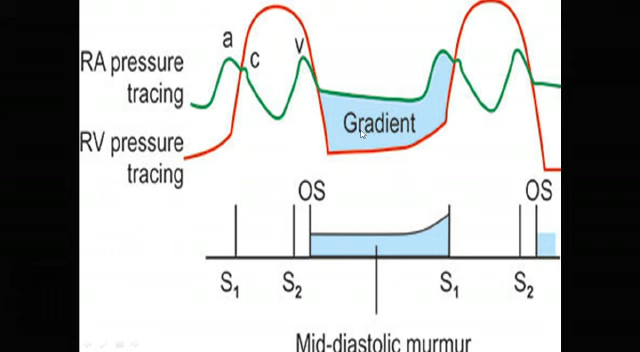 a
c
v
RA pressure
tracing
Gradient
RV pressure
tracing
OS
OS
S₁
S₂
S₁
S₂
Mid-diastolic murmur